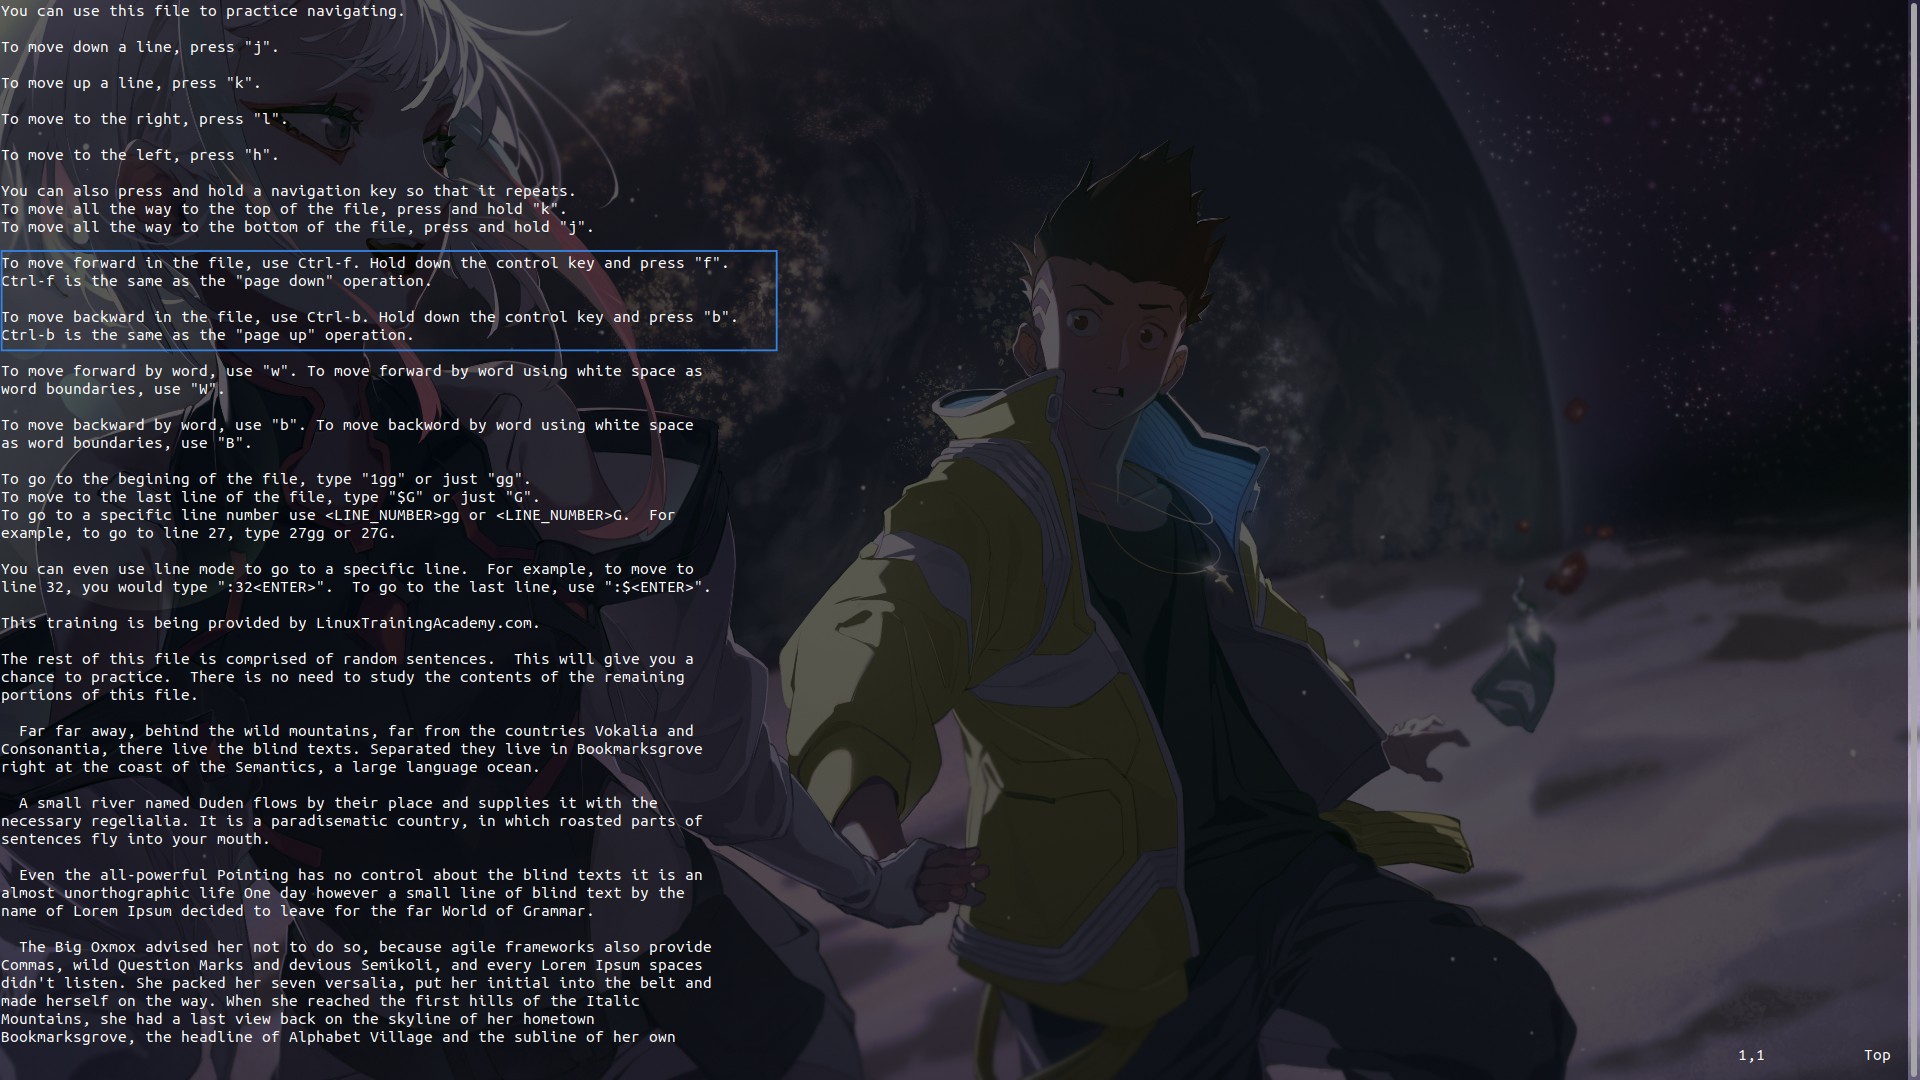 You can use this file to practice navigating.
To move down a line, press "j".
To move up a line, press "k".
To move to the right, press "l".
To move to the left, press "h".
You can also press and hold a navigation key so that it repeats.
To move all the way to the top of the file, press and hold "k".
To move all the way to the bottom of the file, press and hold "j".
To move forward in the file, use Ctrl-f. Hold down the control key and press "f".
Ctrl-f is the same as the "page down" operation.
To move backward in the file, use Ctrl-b. Hold down the control key and press "b".
Ctrl-b is the same as the "page up" operation.
To move forward by word, use "w". To move forward by word using white space as
word boundaries, use "W".
To move backward by word, use "b". To move backword by word using white space
as word boundaries, use "B".
To go to the begining of the file, type "1gg" or just "gg".
To move to the last line of the file, type "$G" or just "G".
To go to a specific line number use <LINE_NUMBER>gg or <LINE_NUMBER>G.  For
example, to go to line 27, type 27gg or 27G.
You can even use line mode to go to a specific line.  For example, to move to
line 32, you would type ":32<ENTER>".  To go to the last line, use ":$<ENTER>".
This training is being provided by LinuxTrainingAcademy.com.
The rest of this file is comprised of random sentences.  This will give you a
chance to practice.  There is no need to study the contents of the remaining
portions of this file.
  Far far away, behind the wild mountains, far from the countries Vokalia and
Consonantia, there live the blind texts. Separated they live in Bookmarksgrove
right at the coast of the Semantics, a large language ocean.
  A small river named Duden flows by their place and supplies it with the
necessary regelialia. It is a paradisematic country, in which roasted parts of
sentences fly into your mouth.
  Even the all-powerful Pointing has no control about the blind texts it is an
almost unorthographic life One day however a small line of blind text by the
name of Lorem Ipsum decided to leave for the far World of Grammar.
  The Big Oxmox advised her not to do so, because agile frameworks also provide
Commas, wild Question Marks and devious Semikoli, and every Lorem Ipsum spaces
didn't listen. She packed her seven versalia, put her initial into the belt and
made herself on the way. When she reached the first hills of the Italic
Mountains, she had a last view back on the skyline of her hometown
Bookmarksgrove, the headline of Alphabet Village and the subline of her own
1,1 Top